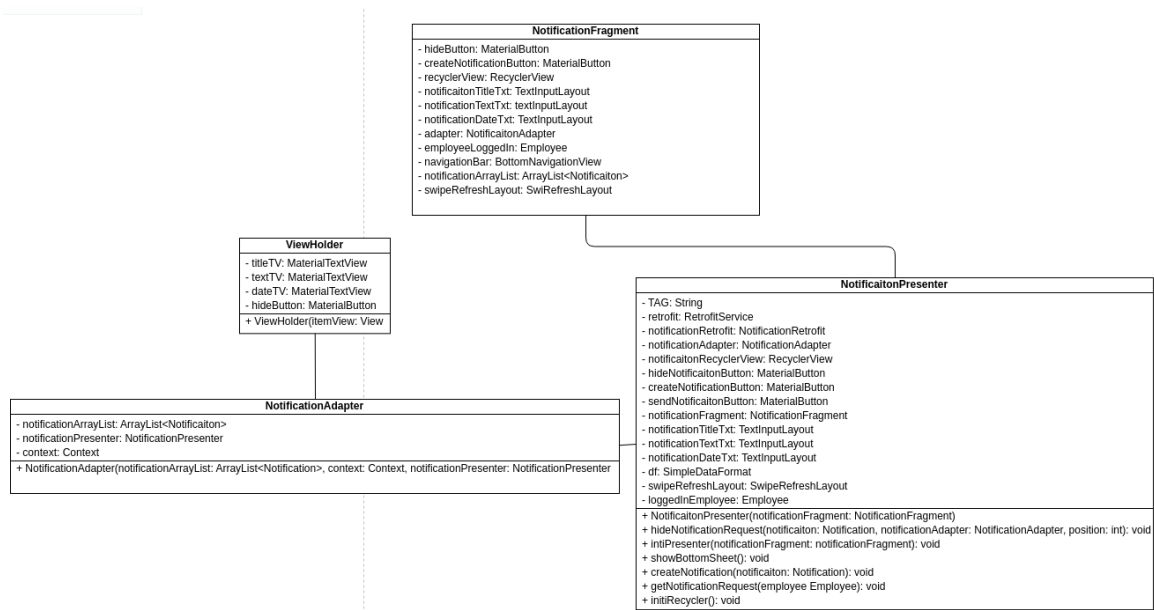 NotificationFragment
- hideButton: MaterialButton
- createNotificationButton: MaterialButton
- recyclerView: RecyclerView
- notificaitonTitleTxt: TextInputLayout
- notificationTextTxt: textInputLayout
- notificationDateTxt: TextInputLayout
- adapter: NotificaitonAdapter
- employeeLoggedIn: Employee
- navigationBar: BottomNavigationView
- notificationArrayList: ArrayList<Notificaiton>
- swipeRefreshLayout: SwiRefreshLayout
ViewHolder
- titleTV: MaterialTextView
- textTV: MaterialTextView
- dateTV: MaterialTextView
- hideButton: MaterialButton
+ ViewHolder(itemView: View
NotificationAdapter
- notificationArrayList: ArrayList<Notificaiton>
- notificationPresenter: NotificationPresenter
- context: Context
+ NotificationAdapter(notificationArrayList: ArrayList<Notification>, context: Context, notificationPresenter: NotificationPresenter
NotificaitonPresenter
- TAG: String
- retrofit: RetrofitService
- notificationRetrofit: NotificationRetrofit
- notificationAdapter: NotificationAdapter
- notificaitonRecyclerView: RecyclerView
- hideNotificaitonButton: MaterialButton
- createNotificationButton: MaterialButton
- sendNotificaitonButton: MaterialButton
- notificationFragment: NotificationFragment
- notificationTitleTxt: TextInputLayout
- notificationTextTxt: TextInputLayout
- notificationDateTxt: TextInputLayout
- df: SimpleDataFormat
- swipeRefreshLayout: SwipeRefreshLayout
- loggedInEmployee: Employee
+ NotificaitonPresenter(notificationFragment: NotificationFragment)
+ hideNotificationRequest(notificaiton: Notification, notificationAdapter: NotificationAdapter, position: int): void
+ intiPresenter(notificationFragment: notificationFragment): void
+ showBottomSheet(): void
+ createNotification(notificaiton: Notification): void
+ getNotificationRequest(employee Employee): void
+ initiRecycler(): void